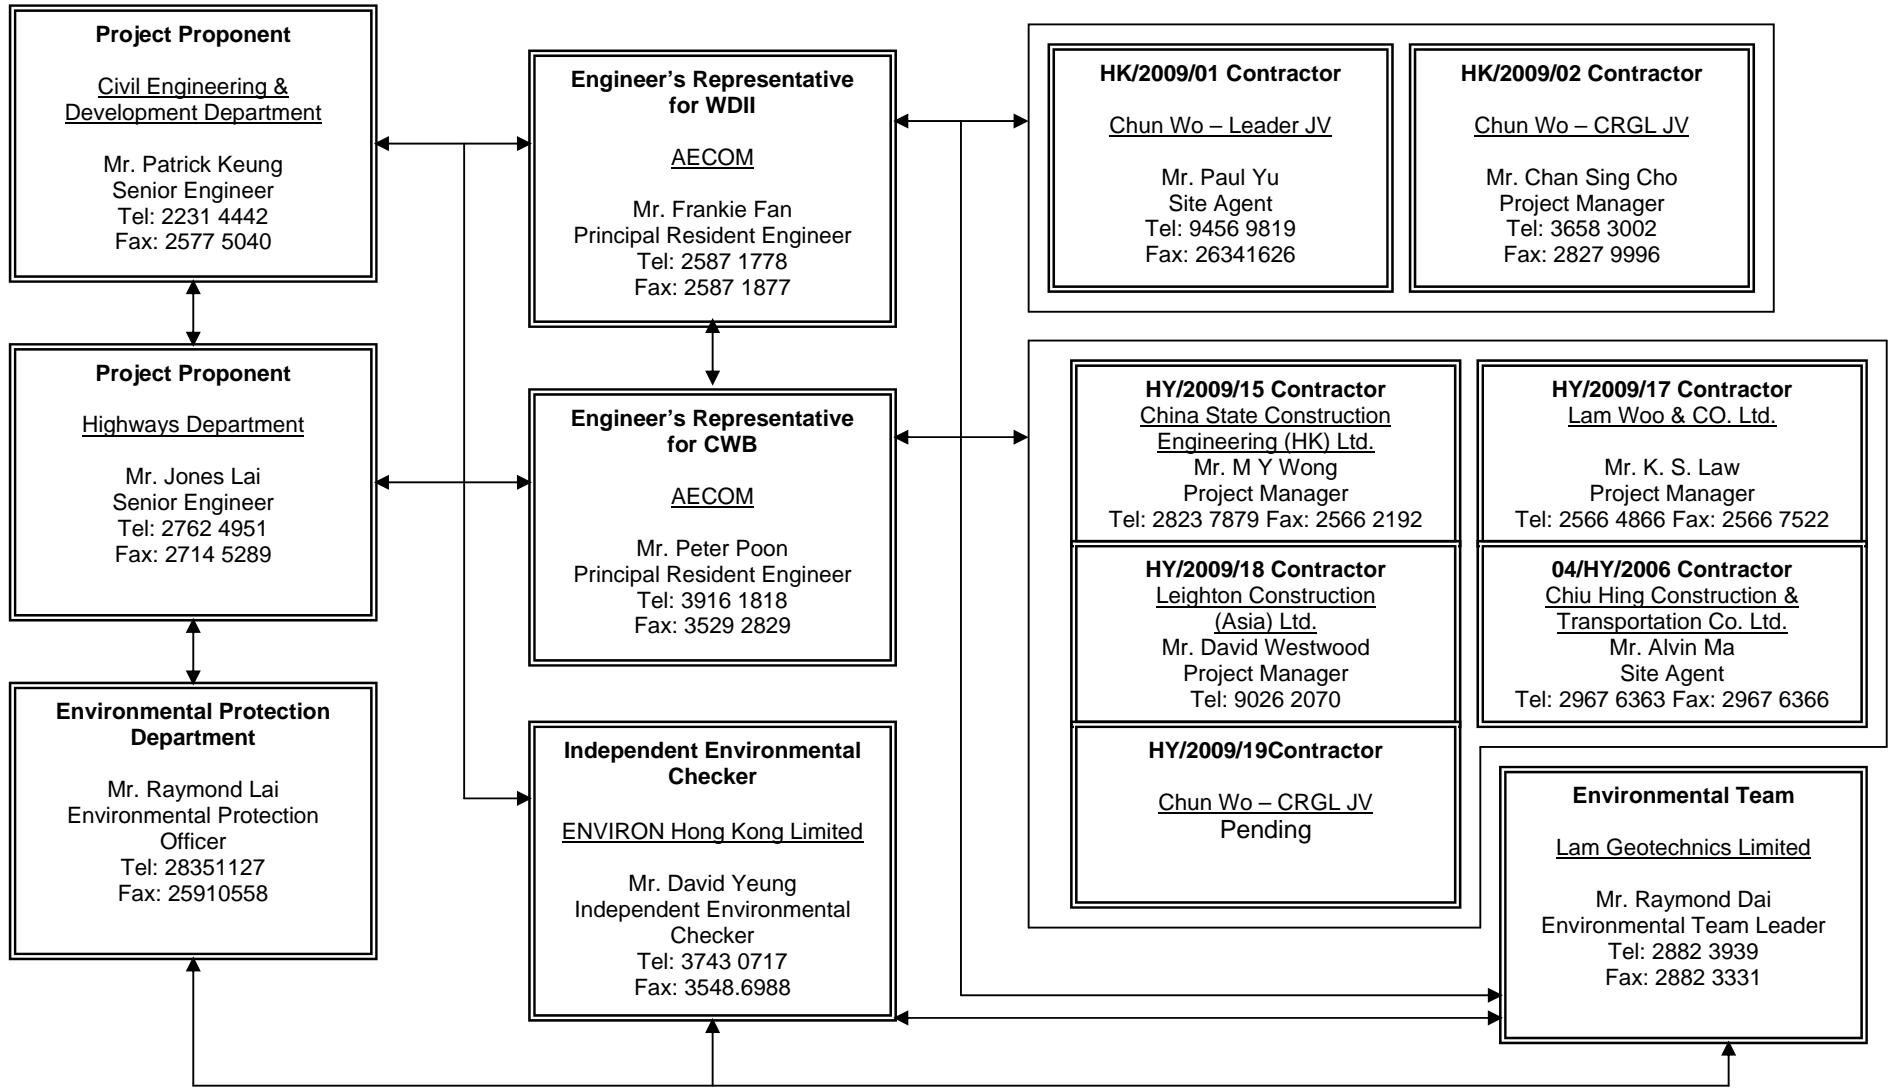 Project Proponent
Civil Engineering &
Development Department
Mr. Patrick Keung
Senior Engineer
Tel: 2231 4442
Fax: 2577 5040
Project Proponent
Highways Department
Mr. Jones Lai
Senior Engineer
Tel: 2762 4951
Fax: 2714 5289
Environmental Protection
Department
Mr. Raymond Lai
Environmental Protection
Officer
Tel: 28351127
Fax: 25910558
Engineer’s Representative
for WDII
AECOM
Mr. Frankie Fan
Principal Resident Engineer
Tel: 2587 1778
Fax: 2587 1877
Engineer’s Representative
for CWB
AECOM
Mr. Peter Poon
Principal Resident Engineer
Tel: 3916 1818
Fax: 3529 2829
Independent Environmental
Checker
ENVIRON Hong Kong Limited
Mr. David Yeung
Independent Environmental
Checker
Tel: 3743 0717
Fax: 3548.6988
HK/2009/01 Contractor
Chun Wo – Leader JV
Mr. Paul Yu
Site Agent
Tel: 9456 9819
Fax: 26341626
HK/2009/02 Contractor
Chun Wo – CRGL JV
Mr. Chan Sing Cho
Project Manager
Tel: 3658 3002
Fax: 2827 9996
HY/2009/15 Contractor
China State Construction
Engineering (HK) Ltd.
Mr. M Y Wong
Project Manager
Tel: 2823 7879 Fax: 2566 2192
HY/2009/17 Contractor
Lam Woo & CO. Ltd.
Mr. K. S. Law
Project Manager
Tel: 2566 4866 Fax: 2566 7522
HY/2009/18 Contractor
Leighton Construction
(Asia) Ltd.
Mr. David Westwood
Project Manager
Tel: 9026 2070
04/HY/2006 Contractor
Chiu Hing Construction &
Transportation Co. Ltd.
Mr. Alvin Ma
Site Agent
Tel: 2967 6363 Fax: 2967 6366
HY/2009/19Contractor
Chun Wo – CRGL JV
Pending
Environmental Team
Lam Geotechnics Limited
Mr. Raymond Dai
Environmental Team Leader
Tel: 2882 3939
Fax: 2882 3331